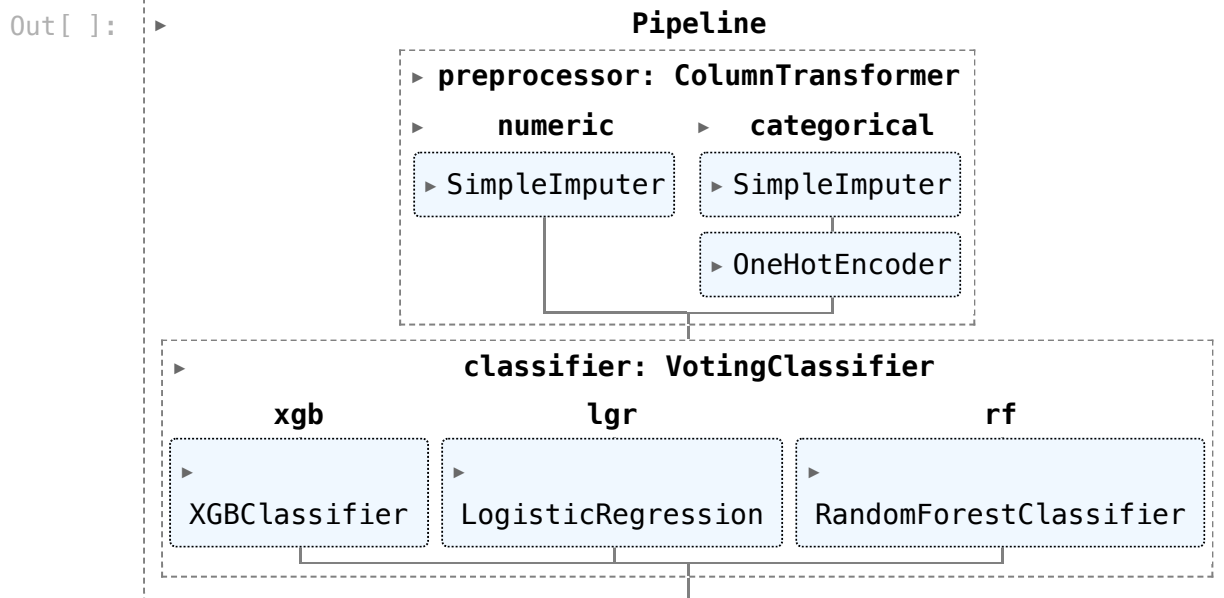 Out[ ]:
Pipeline
preprocessor: ColumnTransformer
numeric categorical
SimpleImputer SimpleImputer
OneHotEncoder
classifier: VotingClassifier
xgb lgr rf
XGBClassifier LogisticRegression RandomForestClassifier